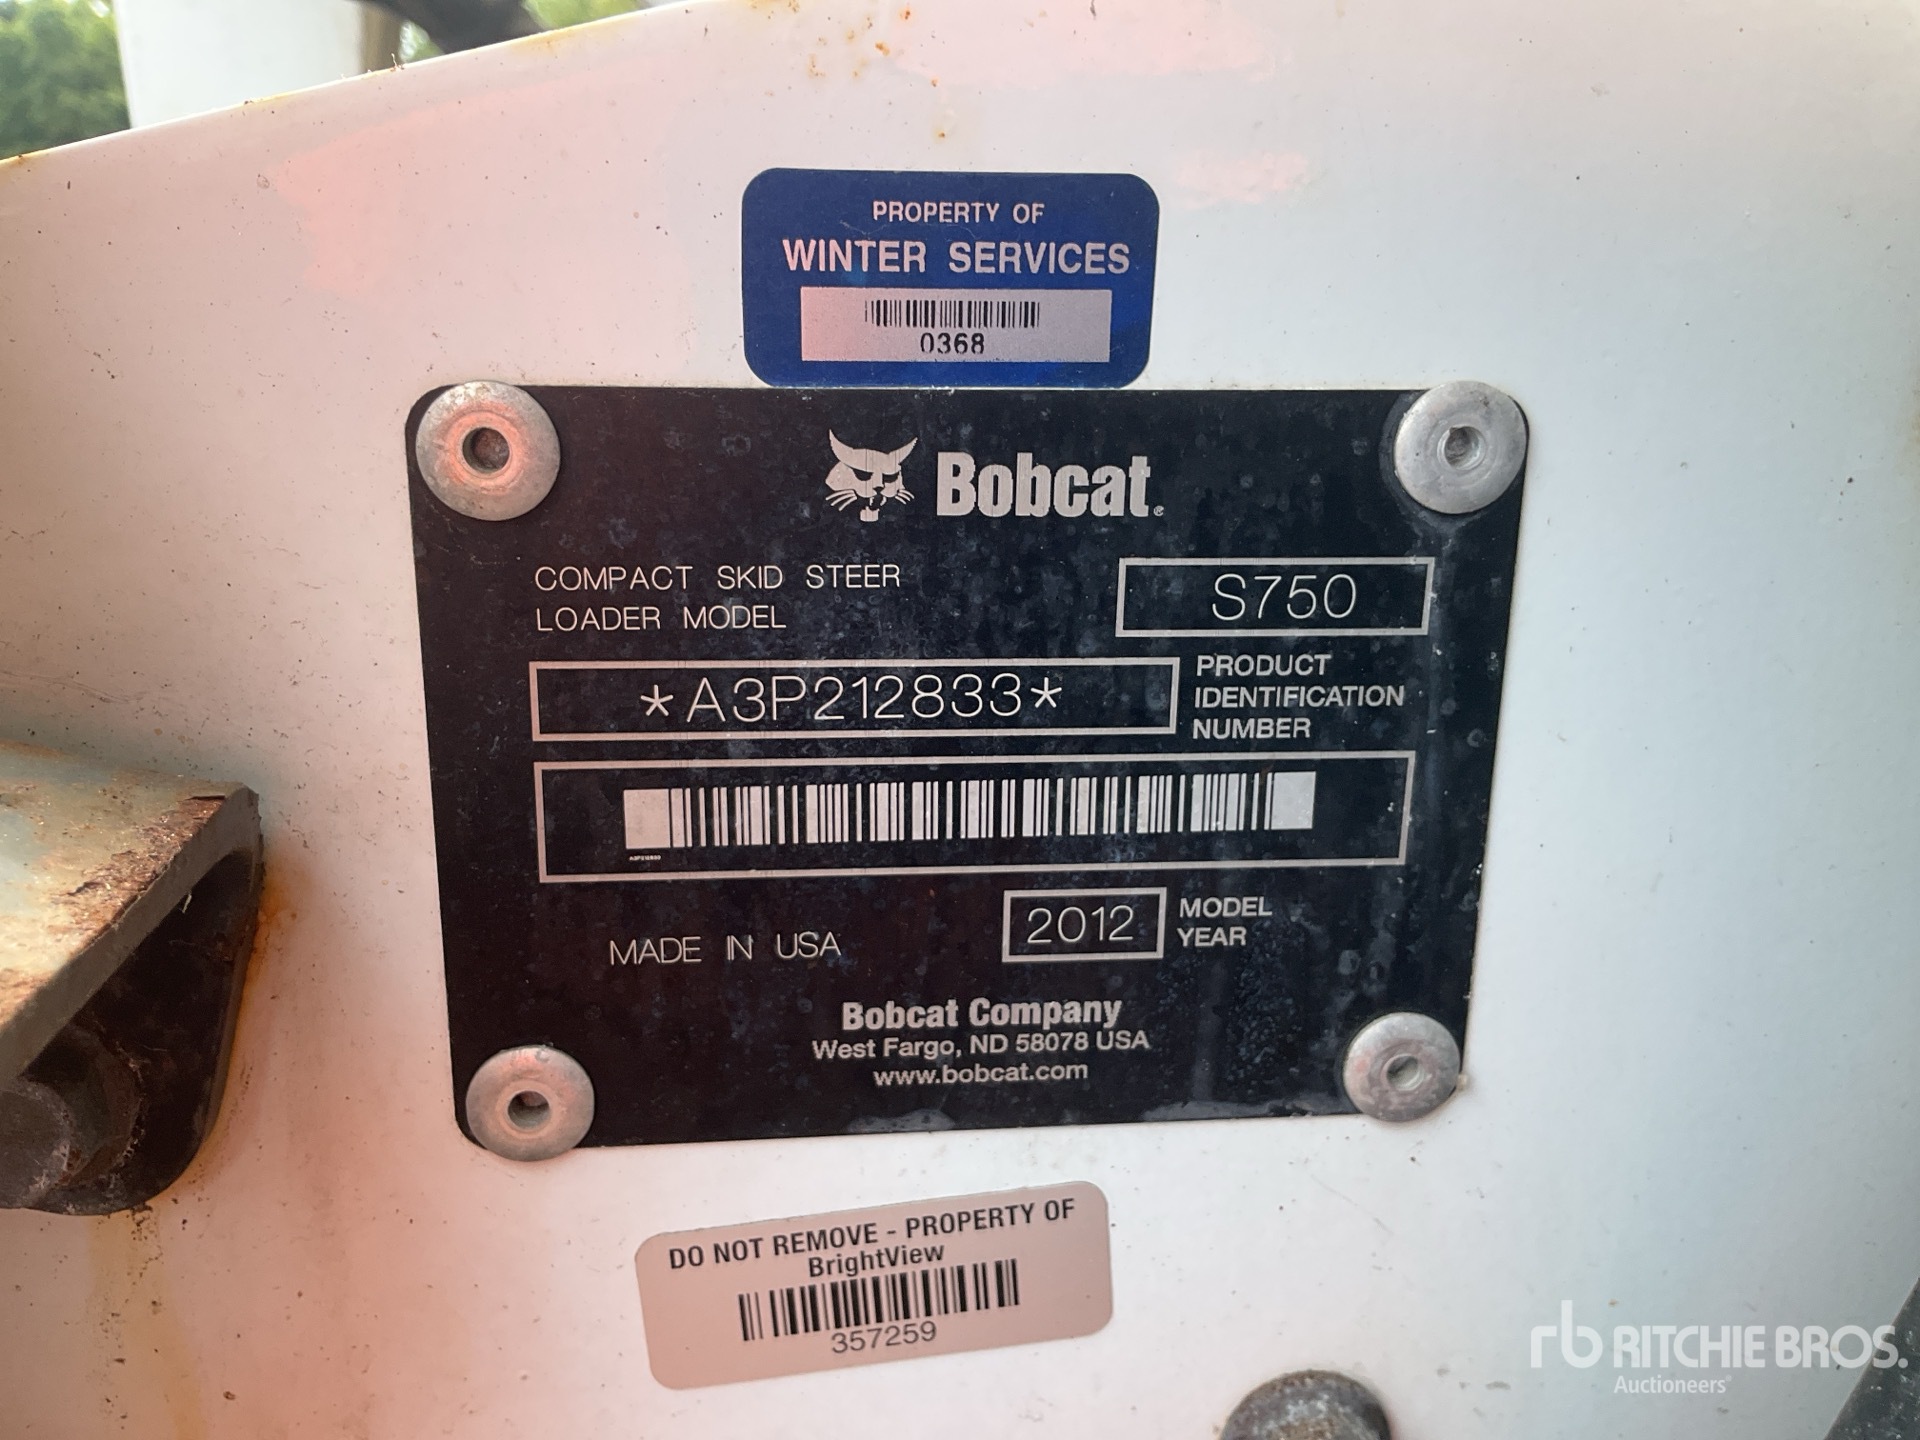 PROPERTY OF
WINTER SERVICES
0368
Bobcat®
COMPACT SKID STEER
LOADER MODEL
S750
*A3P212833*
PRODUCT
IDENTIFICATION
NUMBER
A3P212833
MADE IN USA
2012
MODEL
YEAR
Bobcat Company
West Fargo, ND 58078 USA
www.bobcat.com
DO NOT REMOVE - PROPERTY OF
BrightView
357259
rb RITCHIE BROS.
Auctioneers